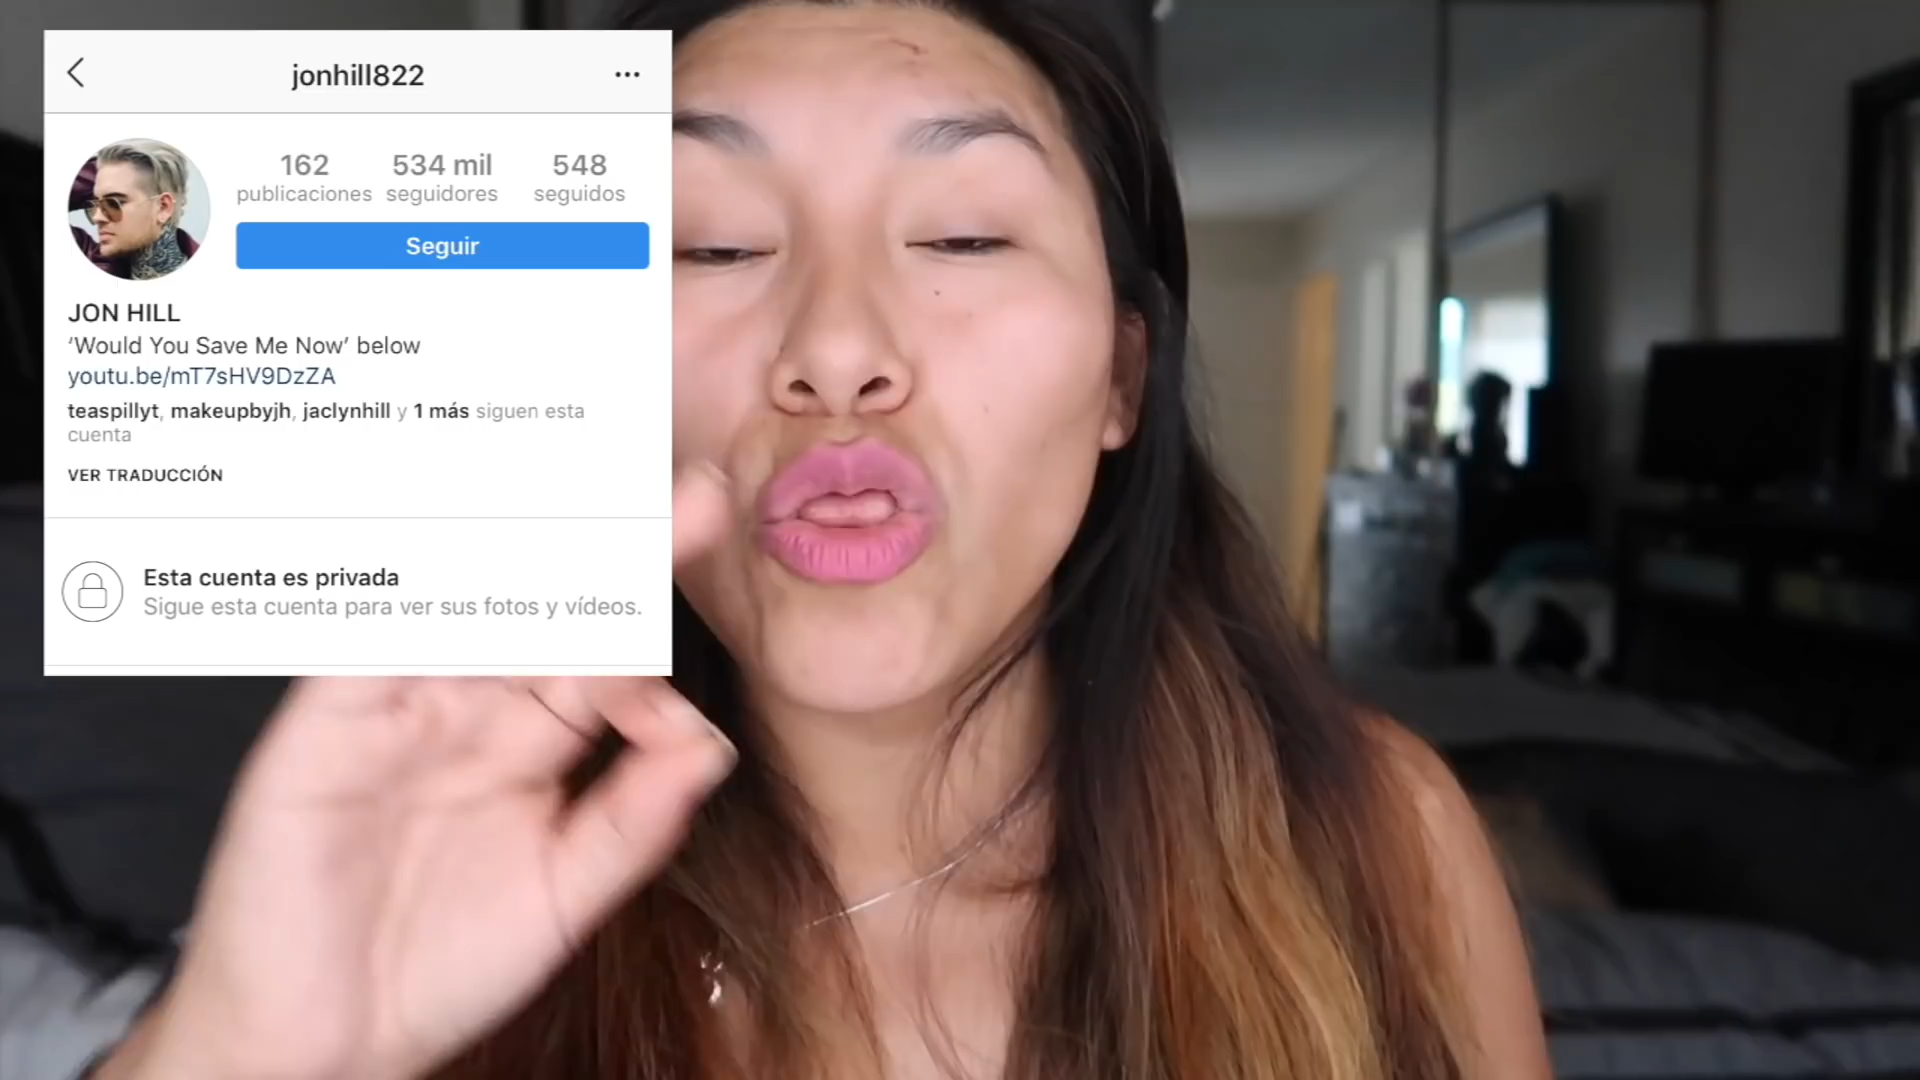 jonhill822
162 534 mil 548
publicaciones seguidores seguidos
Seguir
JON HILL
‘Would You Save Me Now’ below
youtu.be/mT7sHV9DzZA
teaspillyt, makeupbyjh, jaclynhill y 1 más siguen esta
cuenta
VER TRADUCCIÓN
Esta cuenta es privada
Sigue esta cuenta para ver sus fotos y vídeos.